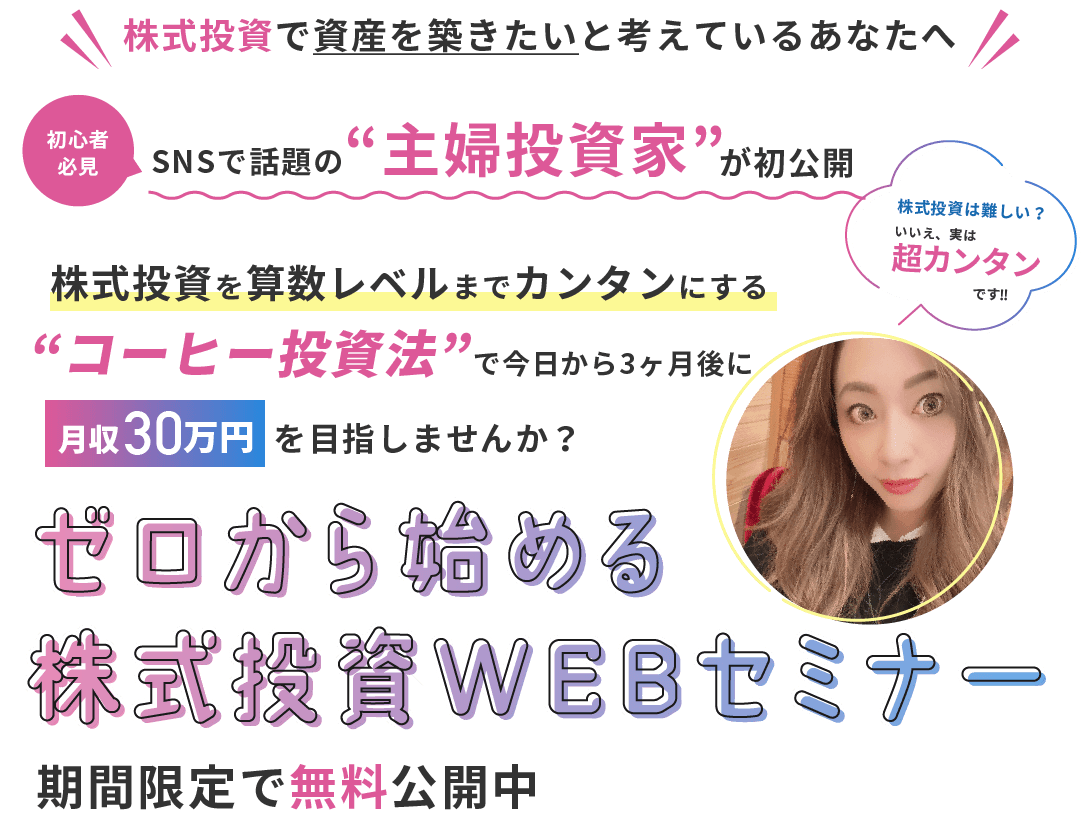 株式投資で資産を築きたいと考えているあなたへ
初心者
必見
SNSで話題の“主婦投資家”が初公開
株式投資は難しい？
いいえ、実は
超カンタン
です!!
株式投資を算数レベルまでカンタンにする
“コーヒー投資法”で今日から3ヶ月後に
月収30万円を目指しませんか？
ゼロから始める
株式投資WEBセミナー
期間限定で無料公開中